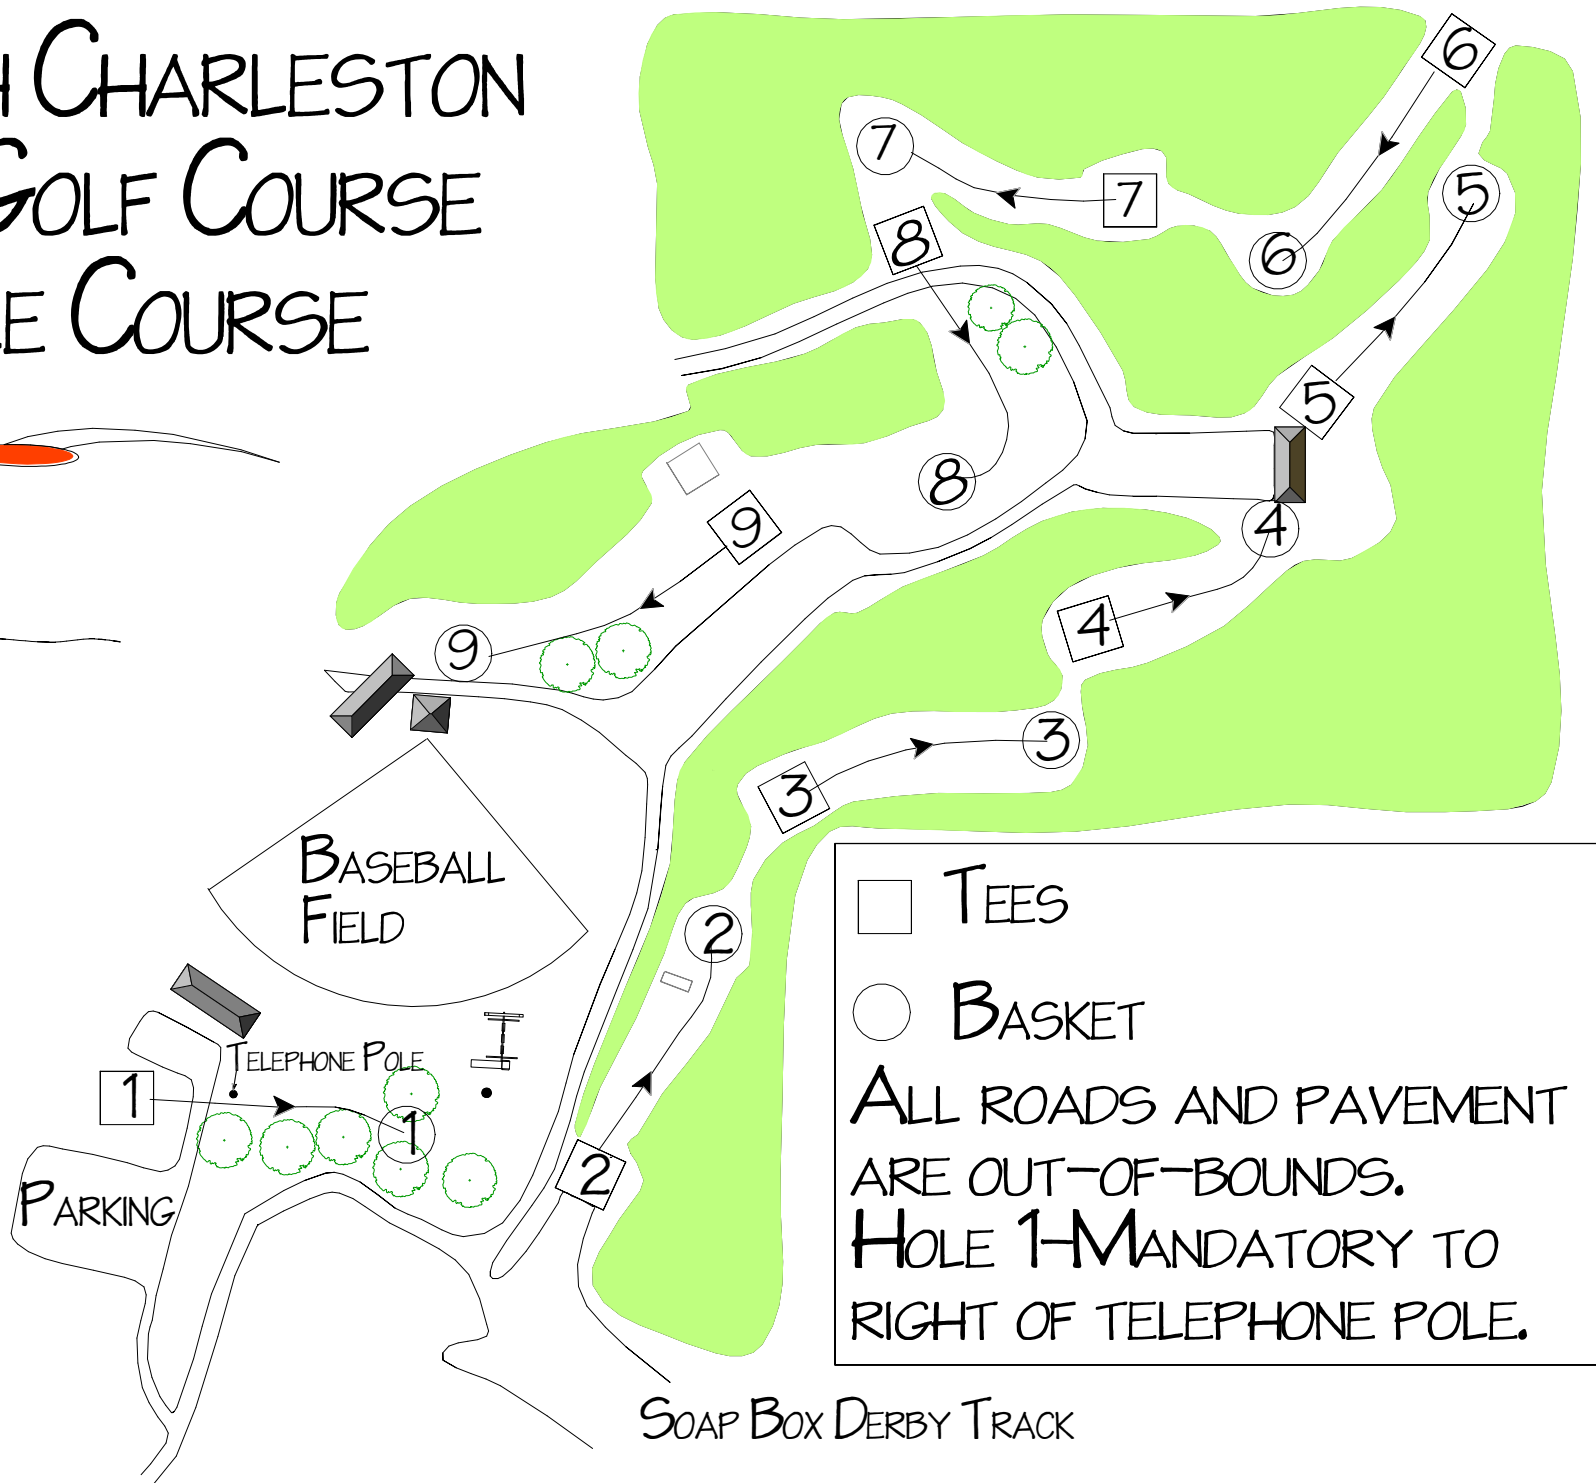 CHARLESTON
GOLF COURSE
COURSE
6
7
5
7
8
6
5
8
4
9
4
9
3
3
BASEBALL
FIELD
TEES
2
BASKET
TELEPHONE POLE
1
1
2
PARKING
ALL ROADS AND PAVEMENT
ARE OUT-OF-BOUNDS.
HOLE 1-MANDATORY TO
RIGHT OF TELEPHONE POLE.
SOAP BOX DERBY TRACK